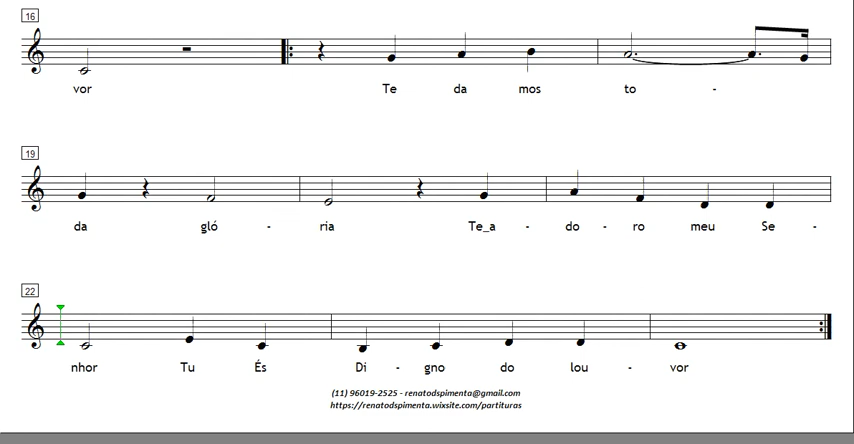 16
vor Te da mos to -
19
da gló - ria Te_a - do - ro meu Se -
22
nhor Tu És Di - gno do lou - vor
(11) 96019-2525 - renatodspimenta@gmail.com
https://renatodspimenta.wixsite.com/partituras